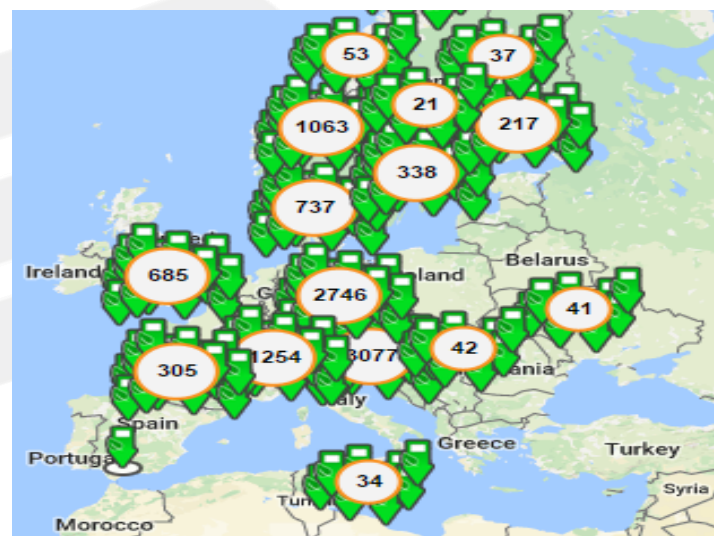 53
37
21
1063
217
338
737
Belarus
Ireland
685
2746
41
42
1254
3077
305
Spain
Greece
Turkey
34
Syria
Morocco